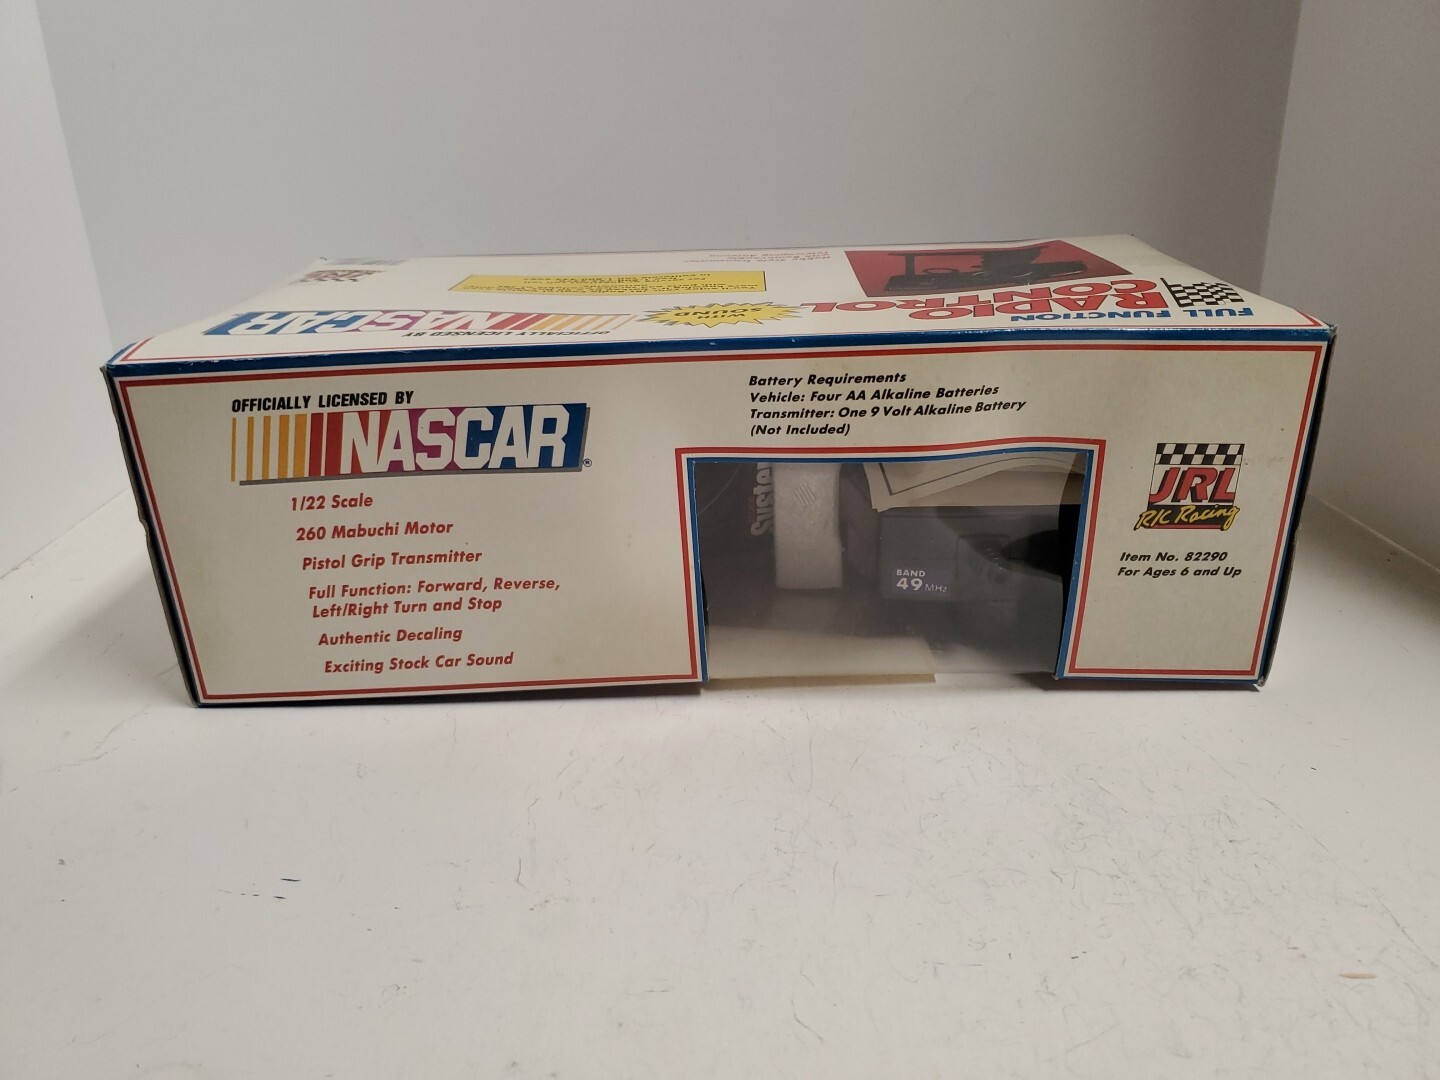 FULL FUNCTION
RADIO
CONTROL
WITH
SOUND
OFFICIALLY LICENSED BY
NASCAR
OFFICIALLY LICENSED BY
NASCAR®
1/22 Scale
260 Mabuchi Motor
Pistol Grip Transmitter
Full Function: Forward, Reverse,
Left/Right Turn and Stop
Authentic Decaling
Exciting Stock Car Sound
Battery Requirements
Vehicle: Four AA Alkaline Batteries
Transmitter: One 9 Volt Alkaline Battery
(Not Included)
BAND
49 MHz
JRL
R/C Racing
Item No. 82290
For Ages 6 and Up